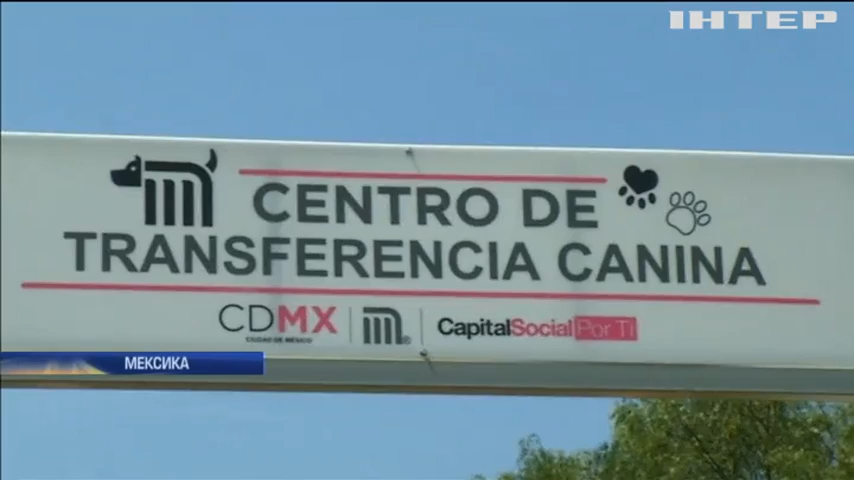 ІНТЕР
CENTRO DE
TRANSFERENCIA CANINA
CDMX
CIUDAD DE MÉXICO
CapitalSocial Por Ti
МЕКСИКА